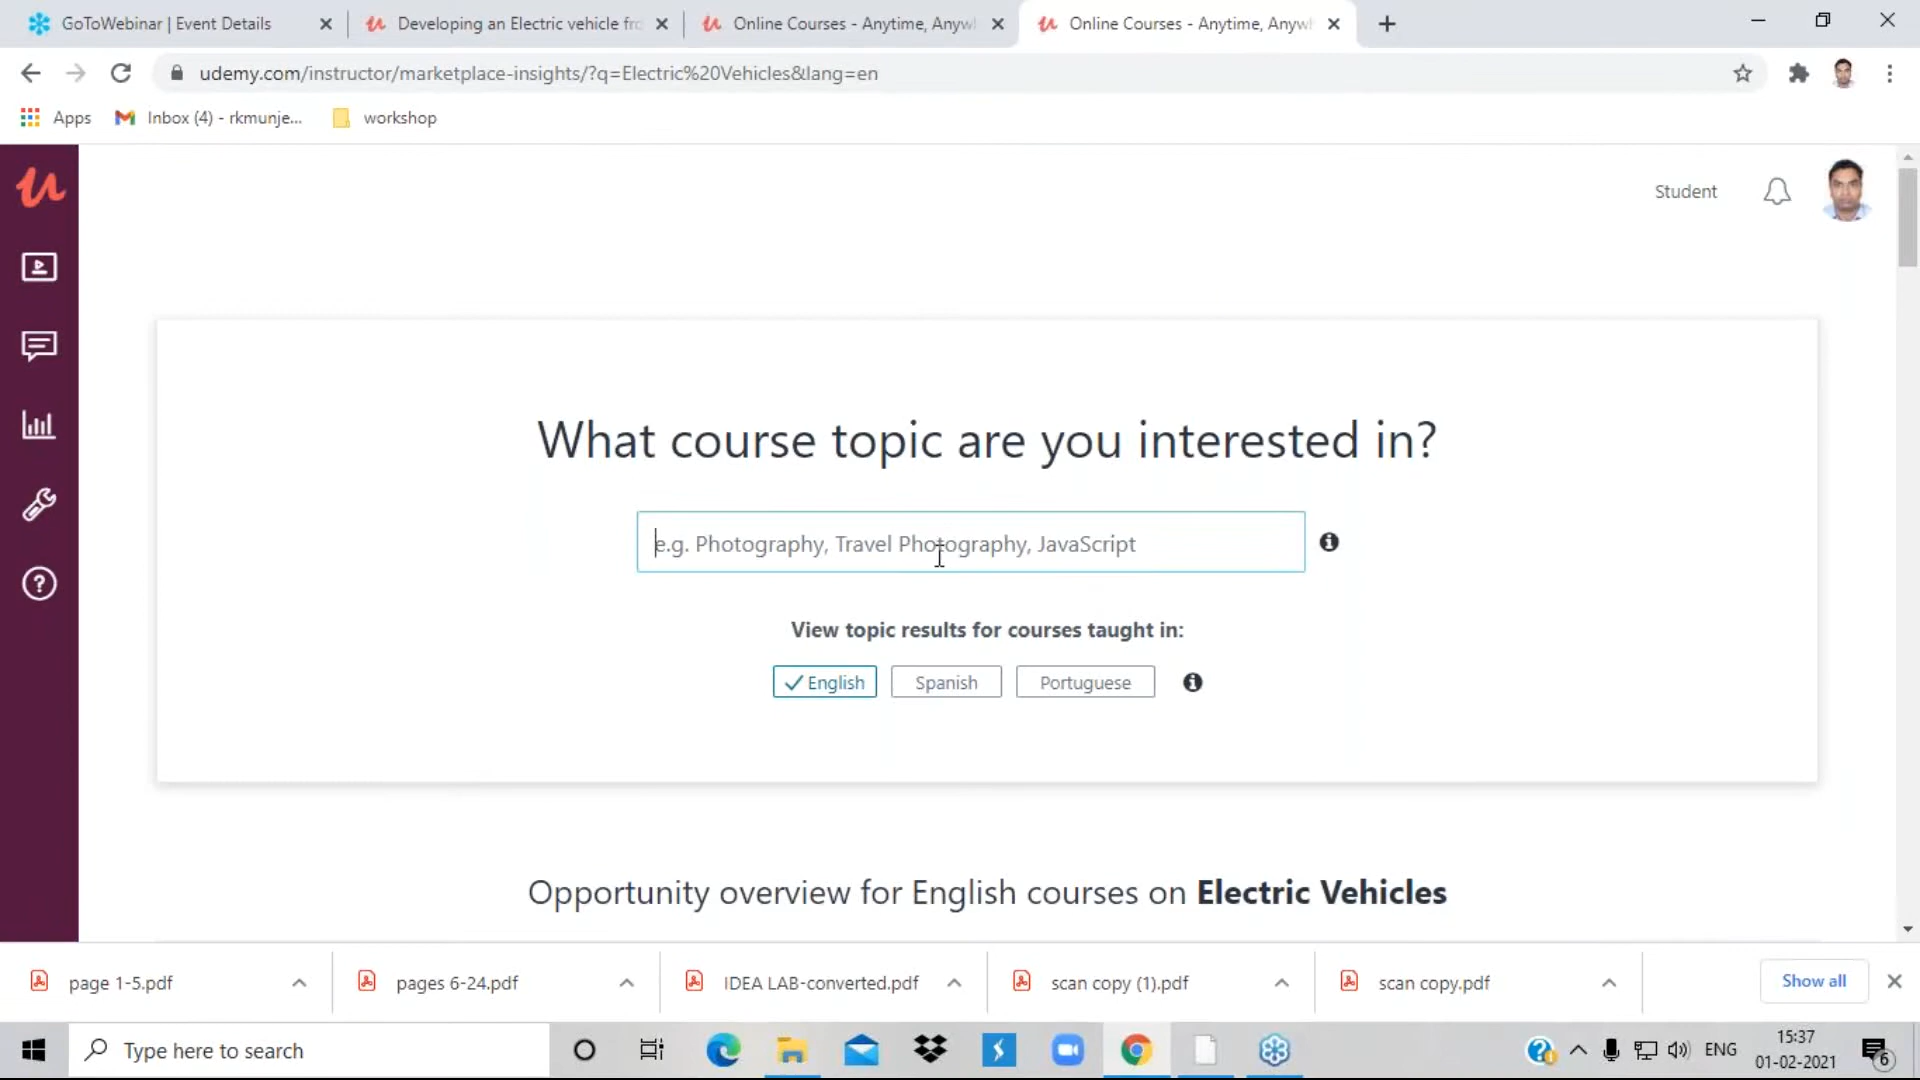 GoToWebinar | Event Details
Developing an Electric vehicle fro
Online Courses - Anytime, Anywh
Online Courses - Anytime, Anywh
udemy.com/instructor/marketplace-insights/?q=Electric%20Vehicles&lang=en
Apps
Inbox (4) - rkmunje...
workshop
Student
What course topic are you interested in?
e.g. Photography, Travel Photography, JavaScript
View topic results for courses taught in:
English
Spanish
Portuguese
Opportunity overview for English courses on Electric Vehicles
page 1-5.pdf
pages 6-24.pdf
IDEA LAB-converted.pdf
scan copy (1).pdf
scan copy.pdf
Show all
Type here to search
ENG
15:37
01-02-2021
6